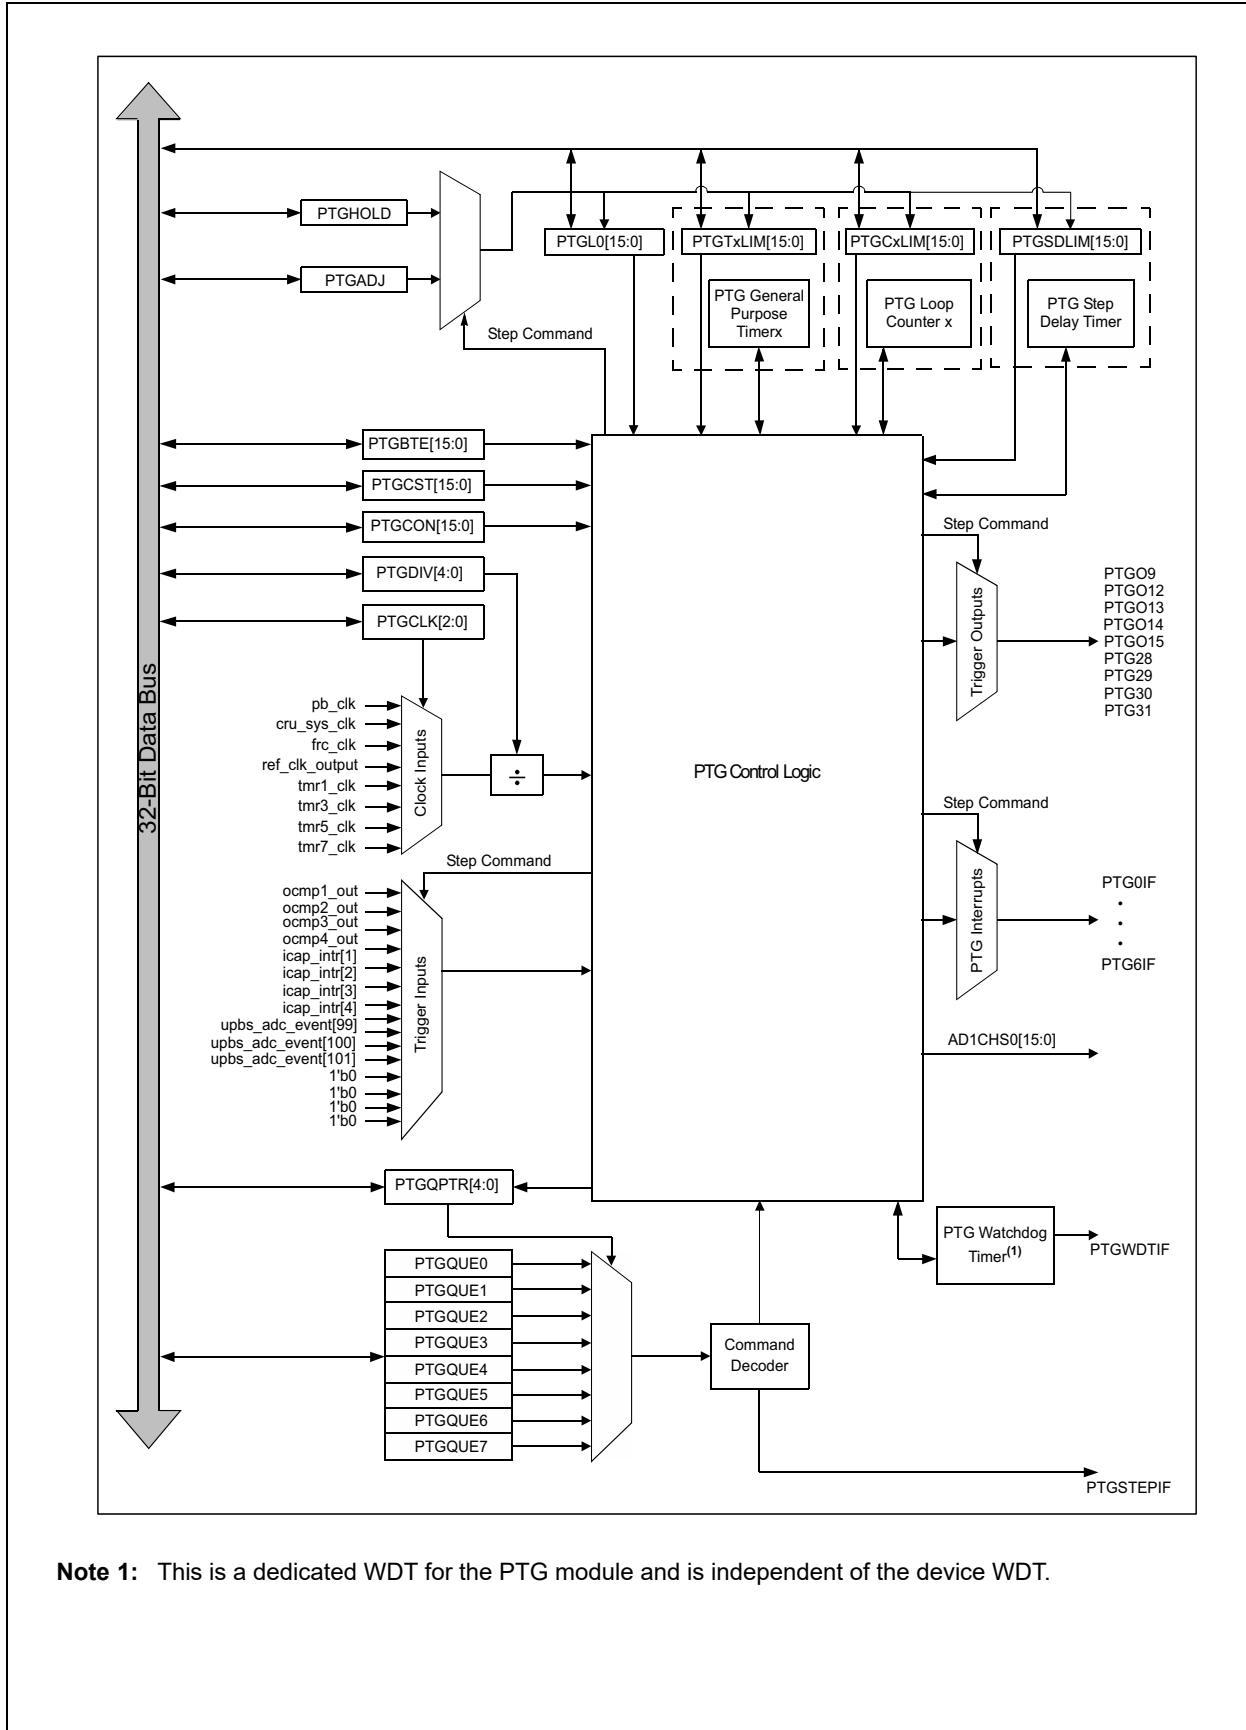 PTGHOLD
PTGADJ
PTGL0[15:0]
PTGTxLIM[15:0]
PTGCxLIM[15:0]
PTGSDLIM[15:0]
PTG General
Purpose
Timerx
PTG Loop
Counter x
PTG Step
Delay Timer
Step Command
PTGBTE[15:0]
PTGCST[15:0]
PTGCON[15:0]
PTGDIV[4:0]
PTGCLK[2:0]
32-Bit Data Bus
pb_clk
cru_sys_clk
frc_clk
ref_clk_output
tmr1_clk
tmr3_clk
tmr5_clk
tmr7_clk
Clock Inputs
÷
PTG Control Logic
Step Command
Trigger Outputs
PTGO9
PTGO12
PTGO13
PTGO14
PTGO15
PTG28
PTG29
PTG30
PTG31
Step Command
PTG Interrupts
PTG0IF
•
•
•
PTG6IF
Step Command
ocmp1_out
ocmp2_out
ocmp3_out
ocmp4_out
icap_intr[1]
icap_intr[2]
icap_intr[3]
icap_intr[4]
upbs_adc_event[99]
upbs_adc_event[100]
upbs_adc_event[101]
1'b0
1'b0
1'b0
1'b0
Trigger Inputs
AD1CHS0[15:0]
PTGQPTR[4:0]
PTG Watchdog
Timer(1)
PTGWDTIF
PTGQUE0
PTGQUE1
PTGQUE2
PTGQUE3
PTGQUE4
PTGQUE5
PTGQUE6
PTGQUE7
Command
Decoder
PTGSTEPIF
Note 1: This is a dedicated WDT for the PTG module and is independent of the device WDT.